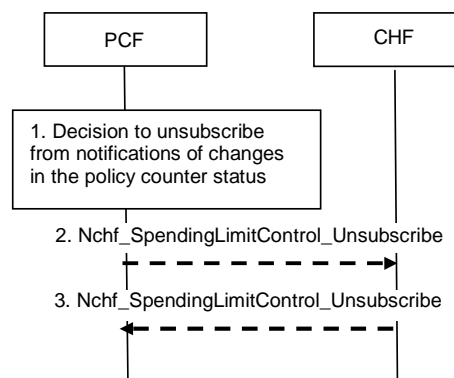 PCF
CHF
1. Decision to unsubscribe
from notifications of changes
in the policy counter status
2. Nchf_SpendingLimitControl_Unsubscribe
3. Nchf_SpendingLimitControl_Unsubscribe